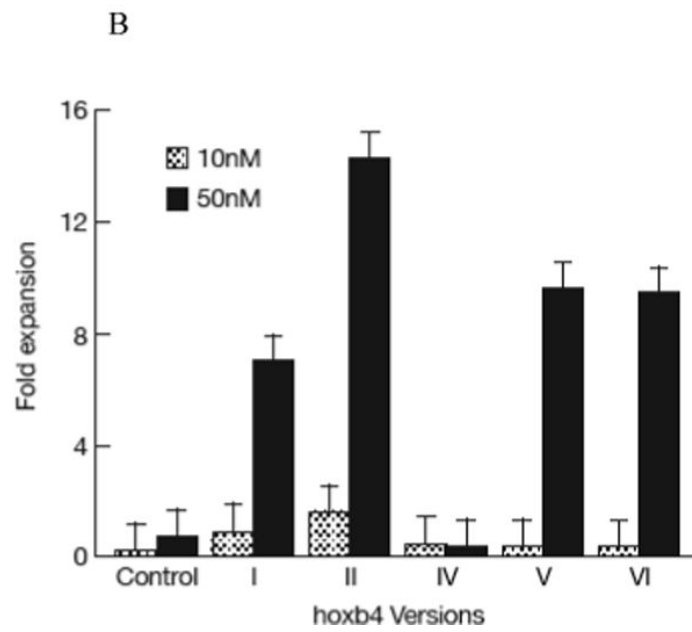 B
16
10nM
50nM
12
8
4
0
Fold expansion
Control I II IV V VI
hoxb4 Versions